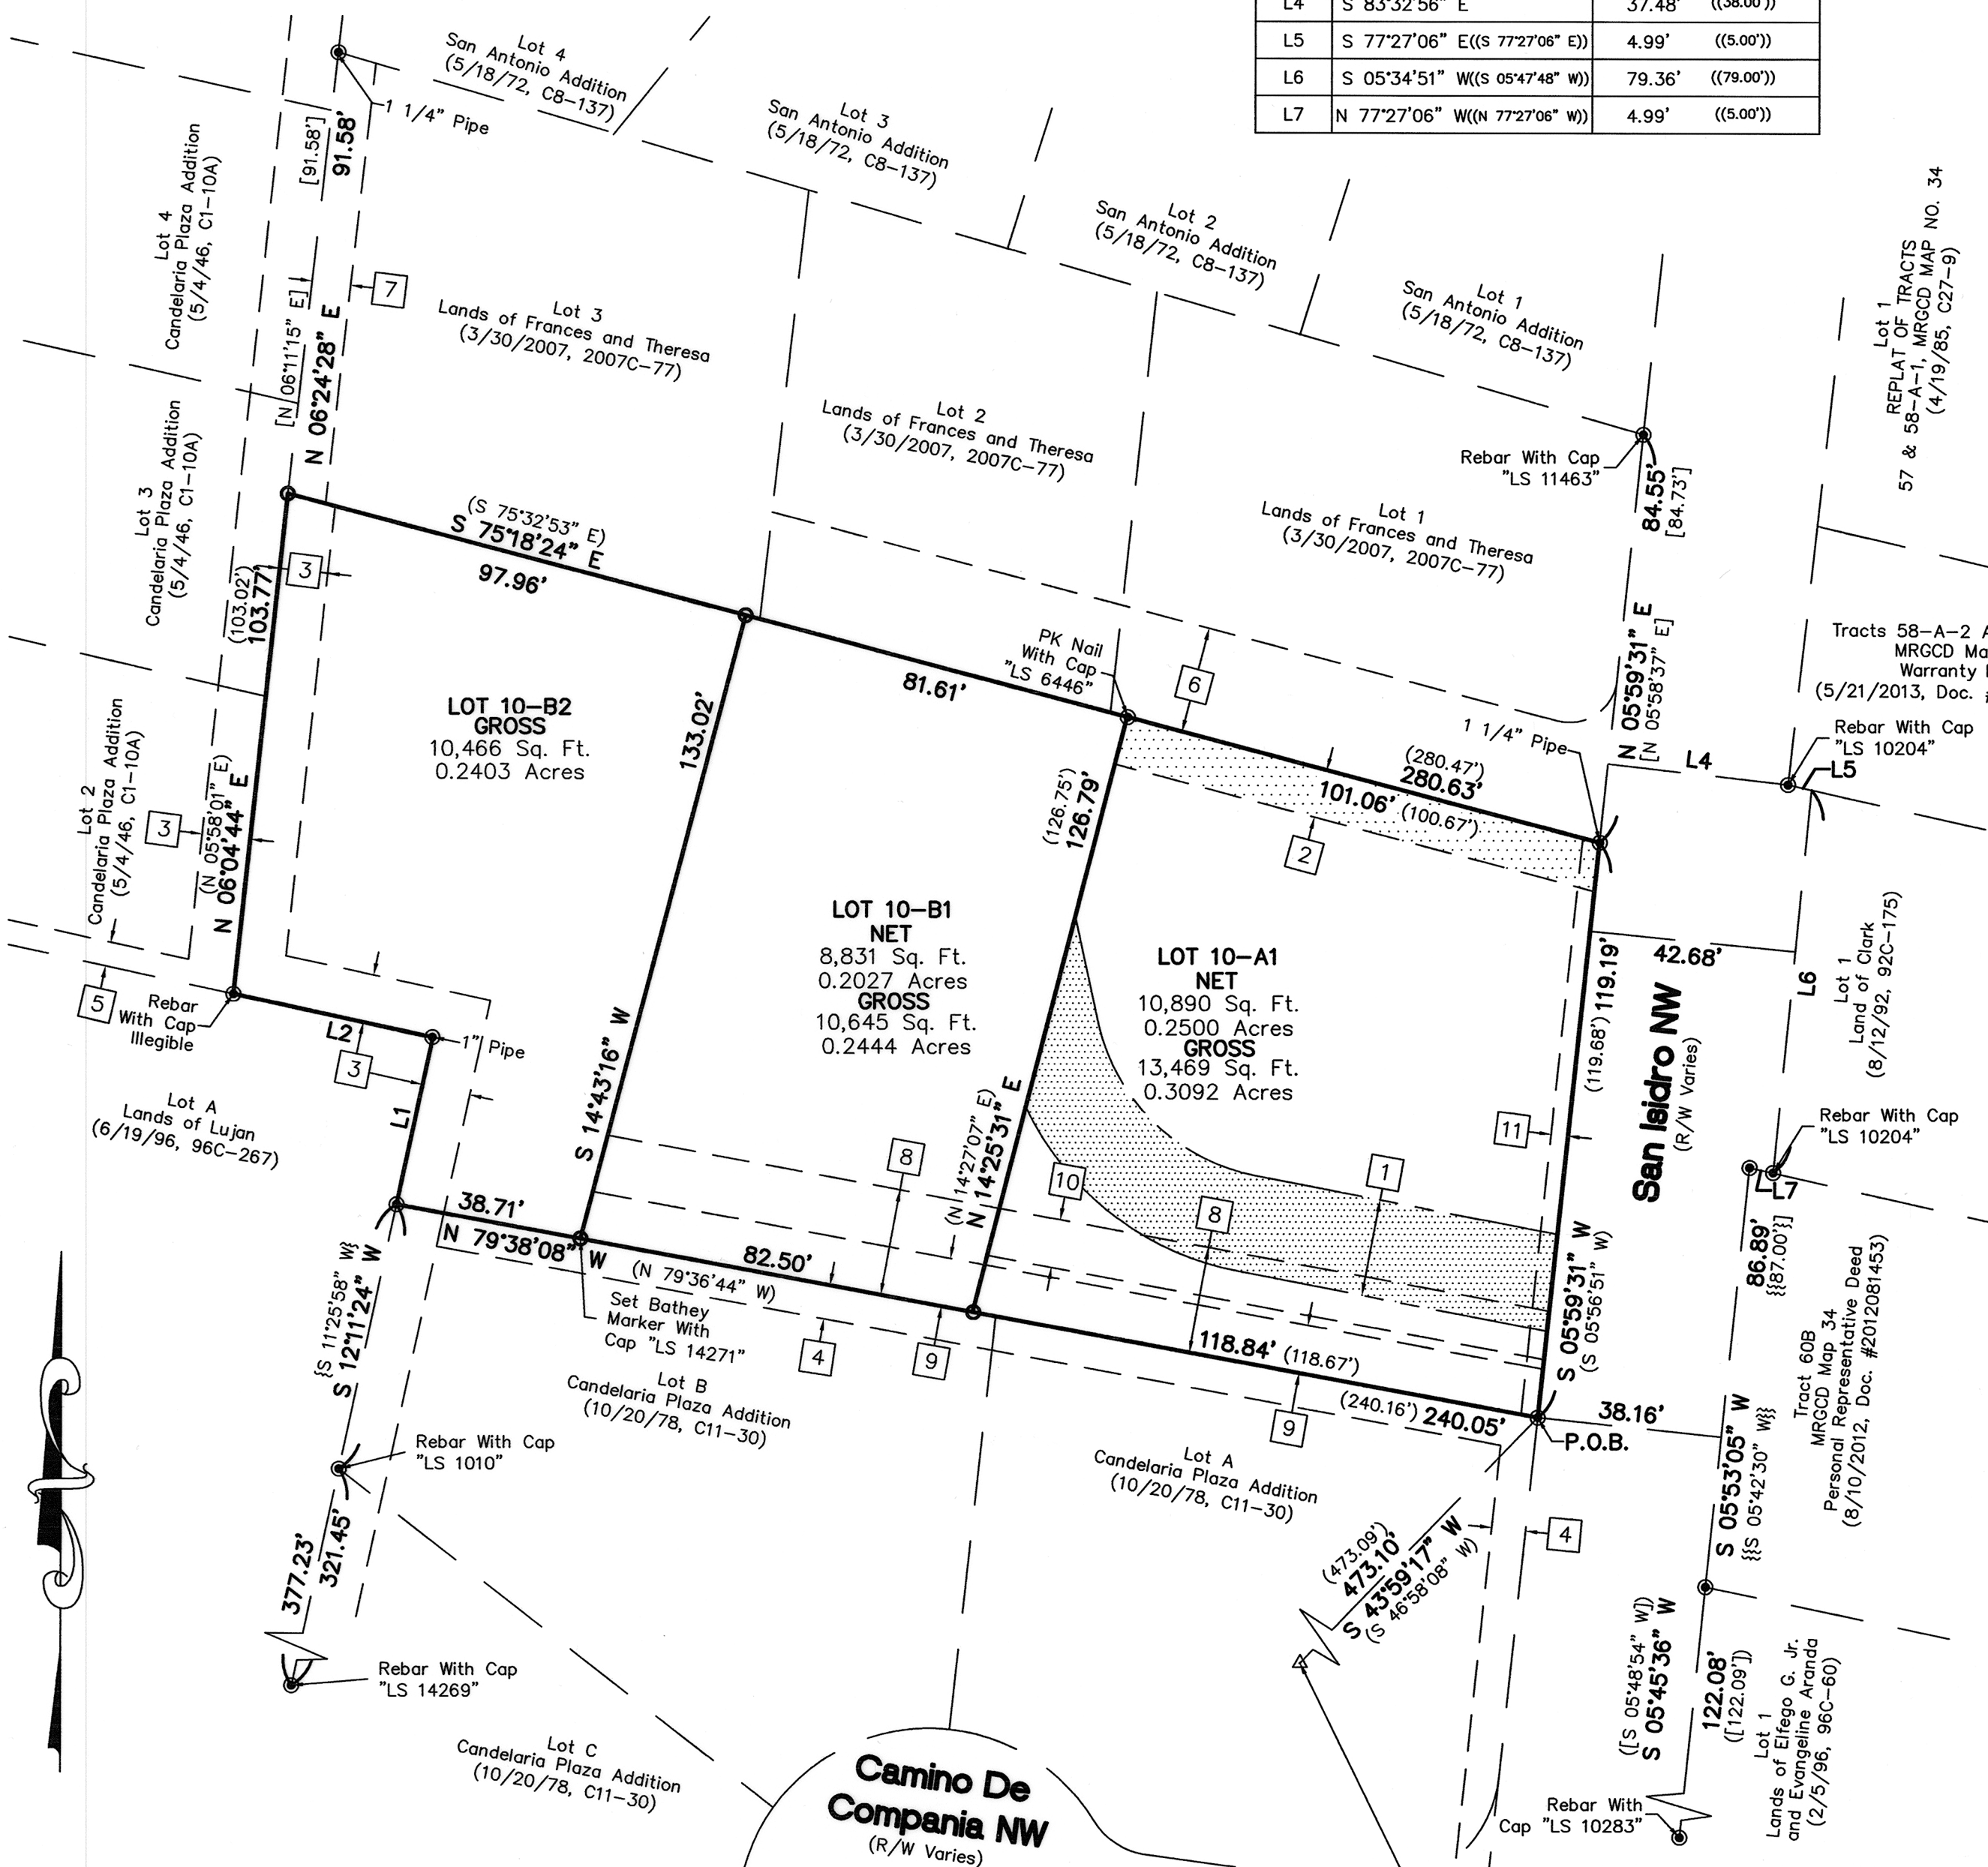 L4 S 83°32'56" E 37.48' ((38.00'))
L5 S 77°27'06" E((S 77°27'06" E)) 4.99' ((5.00'))
L6 S 05°34'51" W((S 05°47'48" W)) 79.36' ((79.00'))
L7 N 77°27'06" W((N 77°27'06" W)) 4.99' ((5.00'))
Lot 4
San Antonio Addition
(5/18/72, C8-137)
1 1/4" Pipe
[91.58']
91.58'
Lot 3
San Antonio Addition
(5/18/72, C8-137)
Lot 2
San Antonio Addition
(5/18/72, C8-137)
Lot 1
San Antonio Addition
(5/18/72, C8-137)
Lot 1
REPLAT OF TRACTS
57 & 58-A-1, MRGCD MAP NO. 34
(4/19/85, C27-9)
Lot 4
Candelaria Plaza Addition
(5/4/46, C1-10A)
[N 06°11'15" E]
N 06°24'28" E
7
Lot 3
Lands of Frances and Theresa
(3/30/2007, 2007C-77)
Lot 2
Lands of Frances and Theresa
(3/30/2007, 2007C-77)
Lot 1
Lands of Frances and Theresa
(3/30/2007, 2007C-77)
Rebar With Cap
"LS 11463"
84.55'
[84.73']
N 05°59'31" E
[N 05°58'37" E]
Lot 3
Candelaria Plaza Addition
(5/4/46, C1-10A)
(103.02')
103.77'
3
(S 75°32'53" E)
S 75°18'24" E
97.96'
PK Nail
With Cap
"LS 6446"
81.61'
6
1 1/4" Pipe
Tracts 58-A-2 A
MRGCD Ma
Warranty
(5/21/2013, Doc.
Rebar With Cap
"LS 10204"
L4
L5
(280.47')
280.63'
101.06' (100.67')
2
LOT 10-B2
GROSS
10,466 Sq. Ft.
0.2403 Acres
133.02'
(126.75')
126.79'
Lot 2
Candelaria Plaza Addition
(5/4/46, C1-10A)
3
(N 05°58'01" E)
N 06°04'44" E
5
Rebar
With Cap
Illegible
L2
3
1" Pipe
L1
LOT 10-B1
NET
8,831 Sq. Ft.
0.2027 Acres
GROSS
10,645 Sq. Ft.
0.2444 Acres
LOT 10-A1
NET
10,890 Sq. Ft.
0.2500 Acres
GROSS
13,469 Sq. Ft.
0.3092 Acres
(119.68') 119.19'
42.68'
L6
Lot 1
Land of Clark
(8/12/92, 92C-175)
San Isidro NW
(R/W Varies)
11
Rebar With Cap
"LS 10204"
L7
Lot A
Lands of Lujan
(6/19/96, 96C-267)
S 14°43'16" W
8
(N 14°27'07" E)
N 14°25'31" E
10
8
1
S 05°59'31" W
(S 05°56'51" W)
86.89'
{{{87.00'}}}
38.71'
N 79°38'08" W
82.50'
(N 79°36'44" W)
{{{S 11°25'58" W}}}
S 12°11'24" W
Set Bathey
Marker With
Cap "LS 14271"
4
9
118.84' (118.67')
(240.16') 240.05'
9
38.16'
P.O.B.
Tract 60B
MRGCD Map 34
Personal Representative Deed
(8/10/2012, Doc. #2012081453)
Lot B
Candelaria Plaza Addition
(10/20/78, C11-30)
Rebar With Cap
"LS 1010"
Lot A
Candelaria Plaza Addition
(10/20/78, C11-30)
S 05°53'05" W
{{{S 05°42'30" W}}}
(473.09')
473.10'
S 43°59'17" W
(S 46°58'08" W)
4
377.23'
321.45'
Rebar With Cap
"LS 14269"
([S 05°48'54" W])
S 05°45'36" W
122.08'
([122.09'])
Lot 1
Lands of Elfego G. Jr.
and Evangeline Aranda
(2/5/96, 96C-60)
Lot C
Candelaria Plaza Addition
(10/20/78, C11-30)
Camino De
Compania NW
(R/W Varies)
Rebar With
Cap "LS 10283"